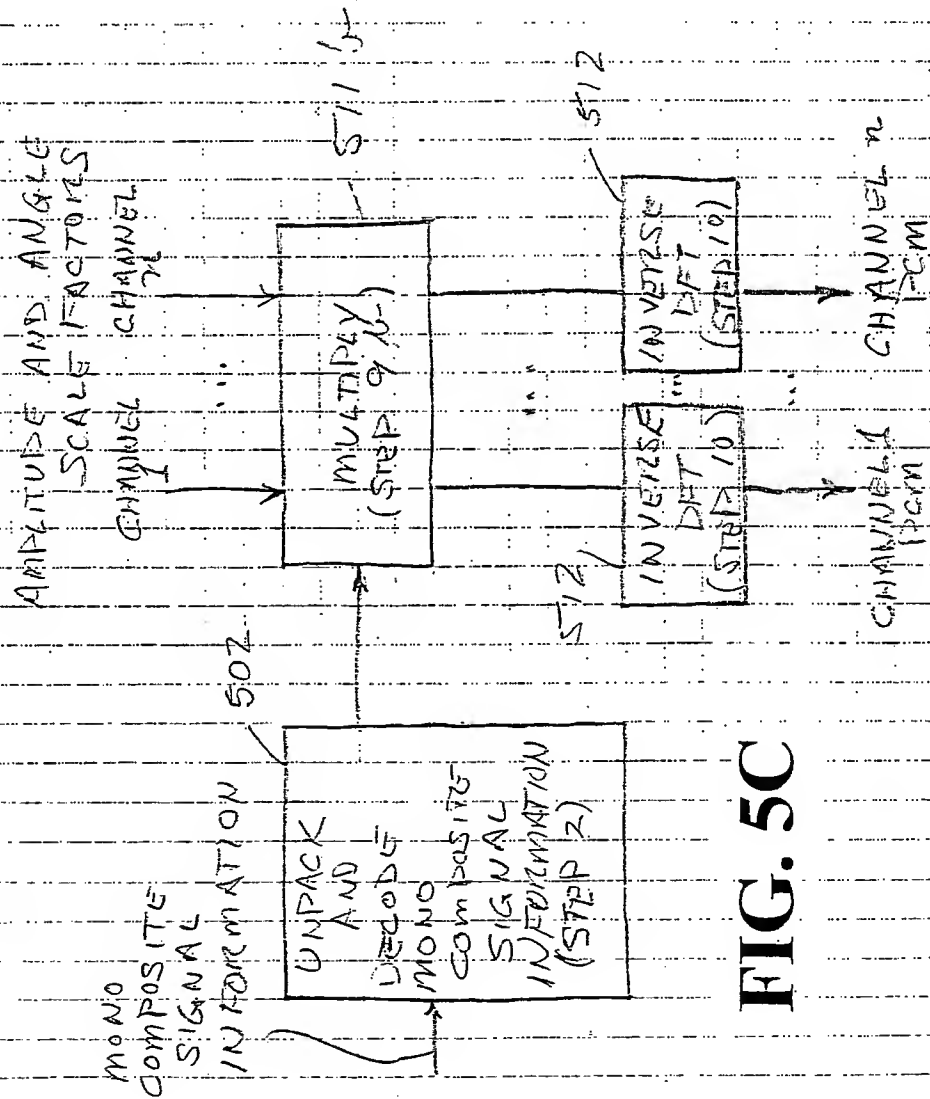 MONO
COMPOSITE
SIGNAL
INFORMATION
502
UNPACK
AND
DECODE
MONO
COMPOSITE
SIGNAL
INFORMATION
(STEP 2)
AMPLITUDE AND ANGLE
SCALE FACTORS
CHANNEL
1
...
CHANNEL
n
511 b
MULTIPLY
(STEP 9 b)
...
512
INVERSE
DFT
(STEP 10)
...
512
INVERSE
DFT
(STEP 10)
...
CHANNEL 1
PCM
CHANNEL n
PCM
FIG. 5C